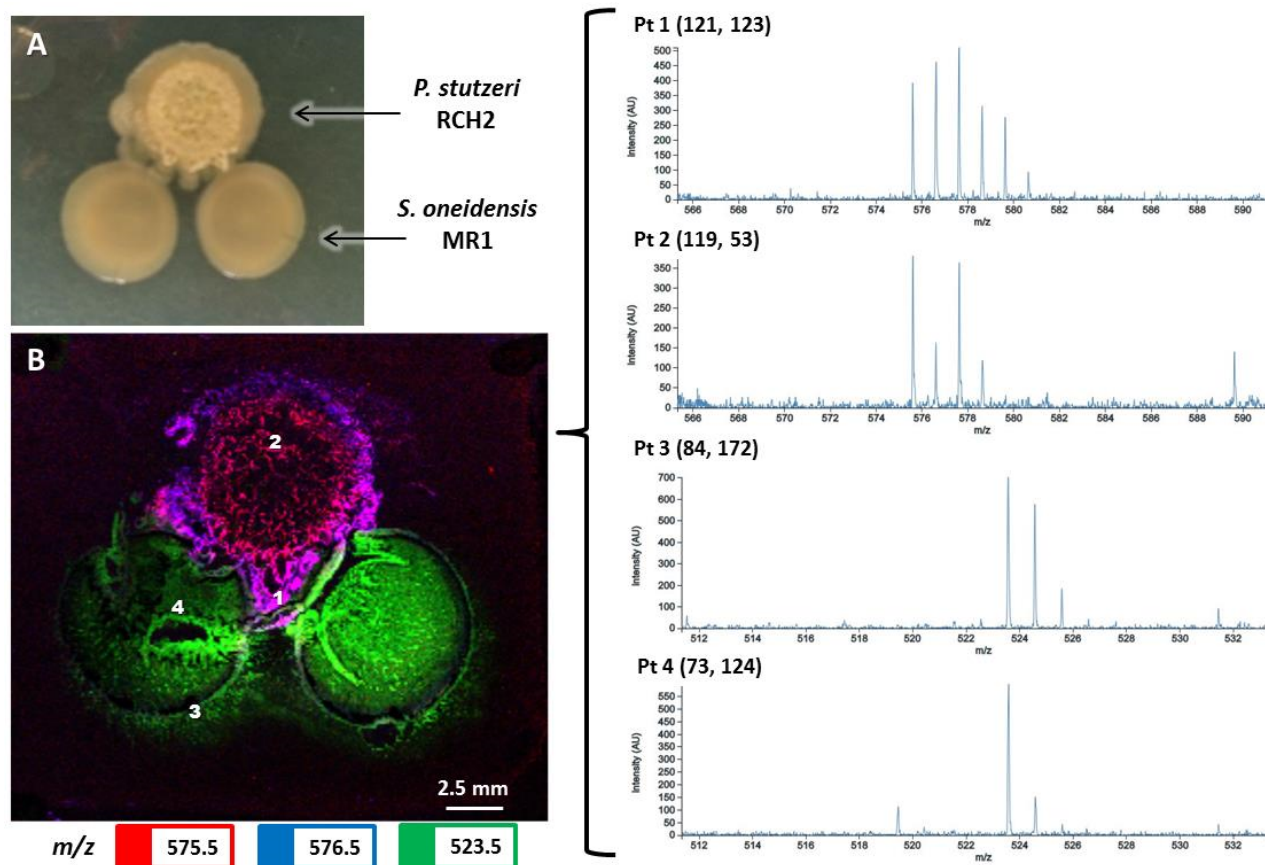 A
P. stutzeri
RCH2
S. oneidensis
MR1
B
2
1
4
3
2.5 mm
m/z
575.5
576.5
523.5
Pt 1 (121, 123)
Intensity (AU)
500
450
400
350
300
250
200
150
100
50
0
566 568 570 572 574 576 578 580 582 584 586 588 590
m/z
Pt 2 (119, 53)
Intensity (AU)
350
300
250
200
150
100
50
0
566 568 570 572 574 576 578 580 582 584 586 588 590
m/z
Pt 3 (84, 172)
Intensity (AU)
700
600
500
400
300
200
100
0
512 514 516 518 520 522 524 526 528 530 532
m/z
Pt 4 (73, 124)
Intensity (AU)
550
500
450
400
350
300
250
200
150
100
50
0
512 514 516 518 520 522 524 526 528 530 532
m/z